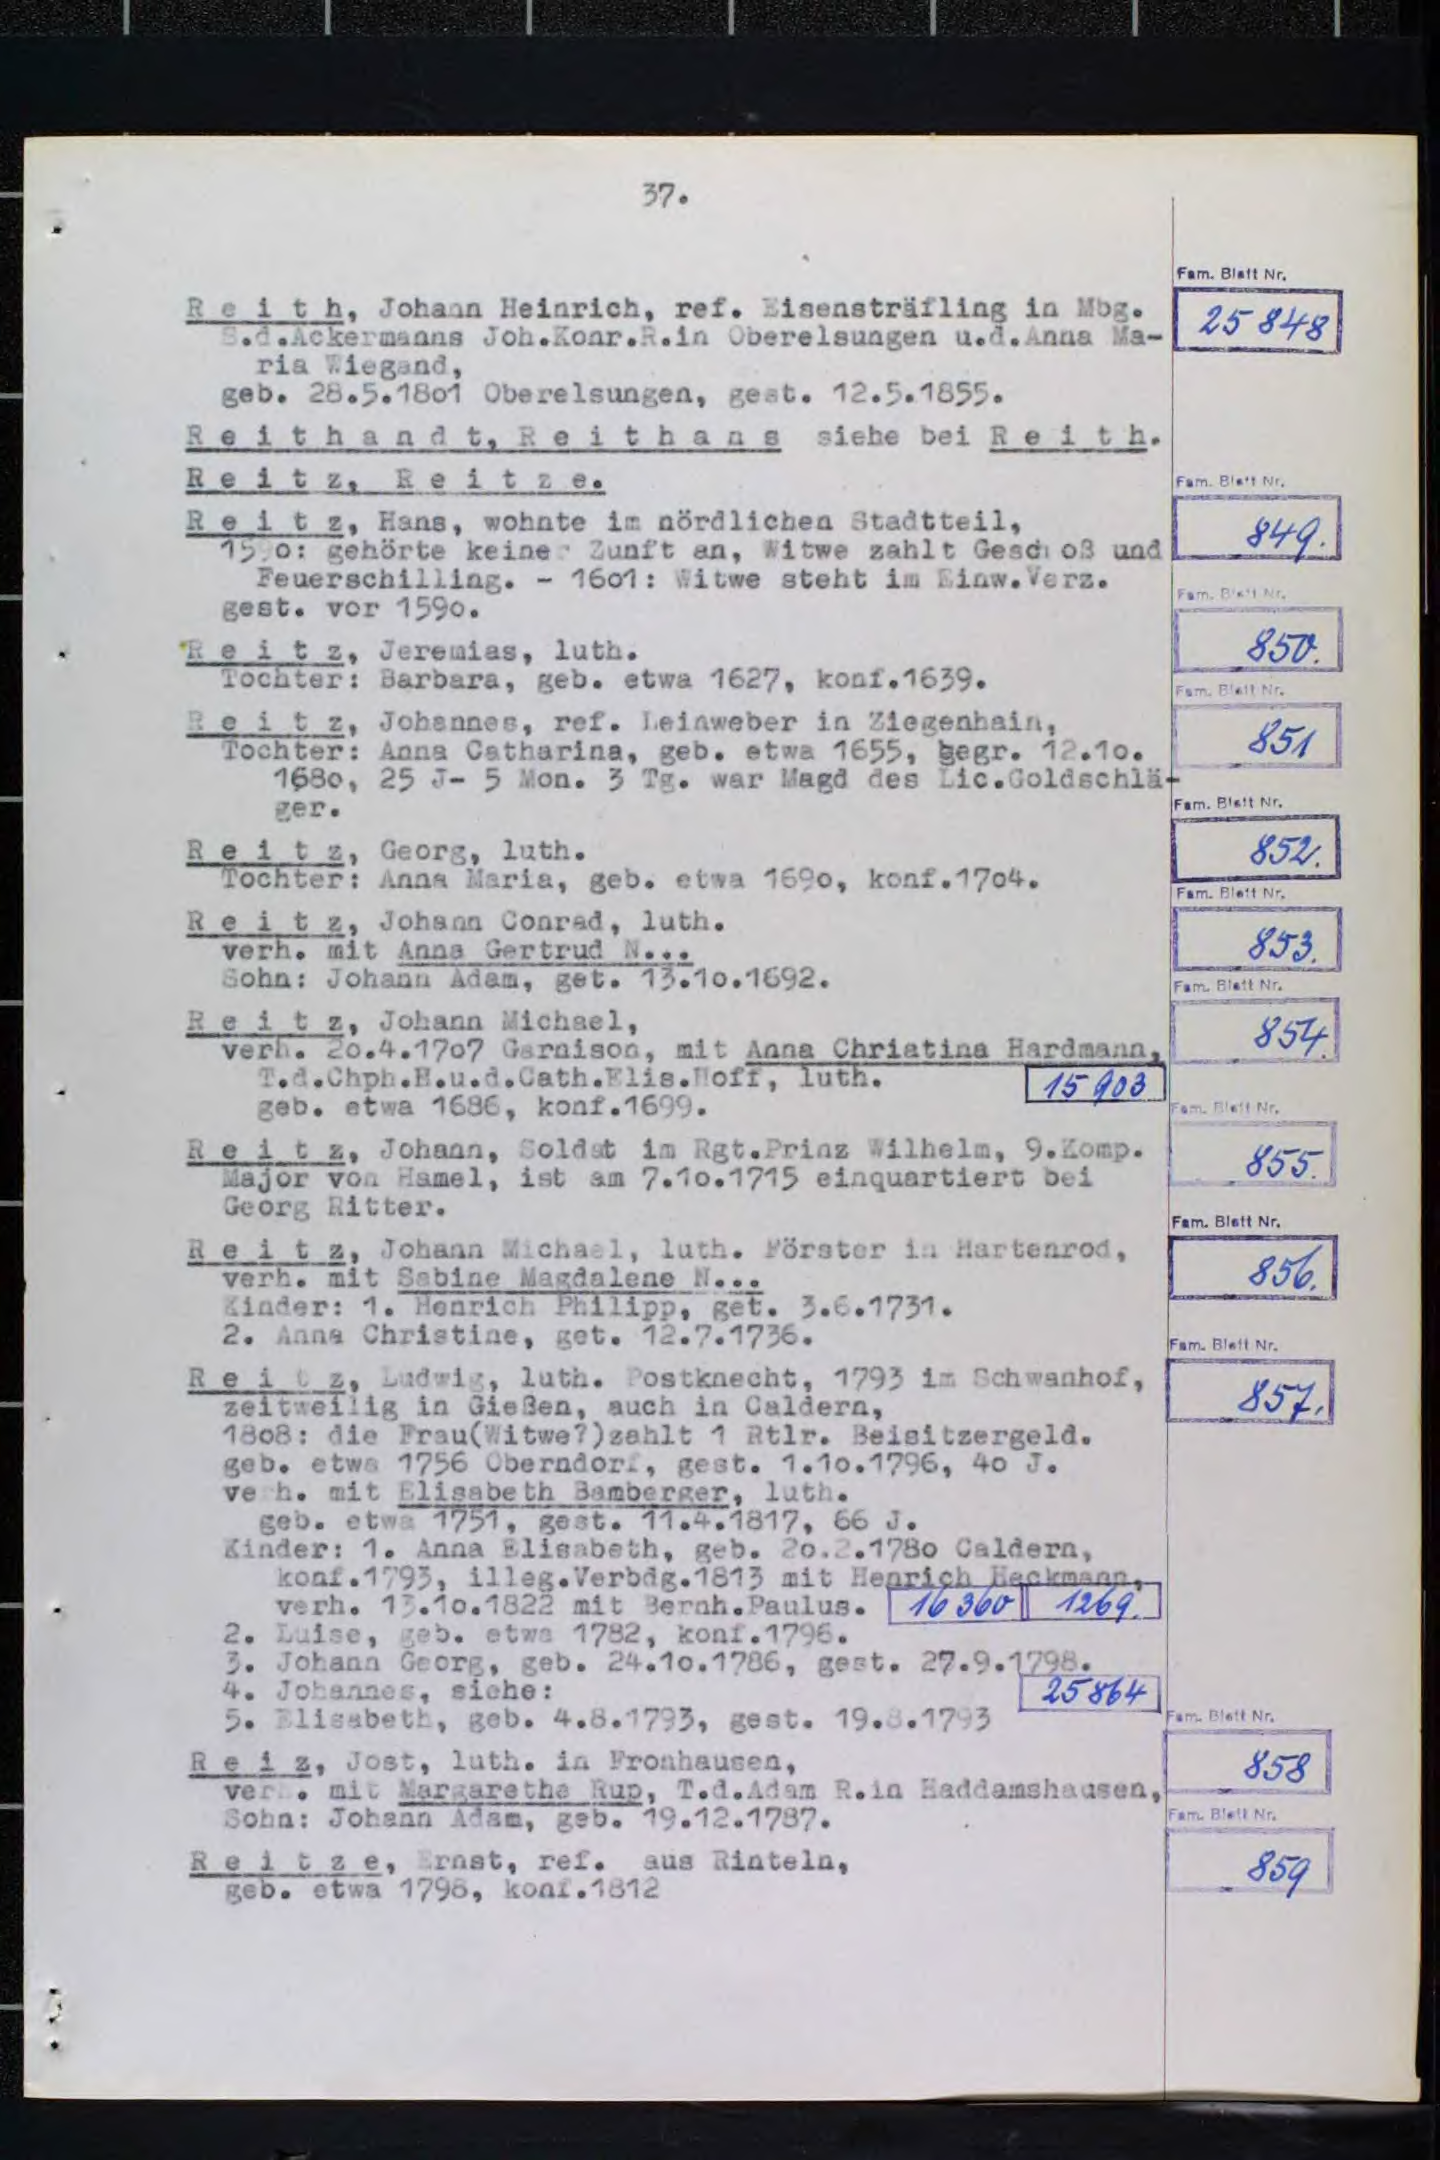 37.
Fam. Blatt Nr.
R e i t h, Johann Heinrich, ref. Eisensträfling in Mbg.
25 848
S.d.Ackermanns Joh.Konr.R.in Oberelsungen u.d.Anna Ma-
ria Wiegand,
geb. 28.5.18o1 Oberelsungen, gest. 12.5.1855.
R e i t h a n d t, R e i t h a n s siehe bei R e i t h.
R e i t z, R e i t z e.
Fam. Blatt Nr.
R e i t z, Hans, wohnte im nördlichen Stadtteil,
849.
159o: gehörte keiner Zunft an, Witwe zahlt Geschoß und
Feuerschilling. - 16o1: Witwe steht im Einw.Verz.
Fam. Blatt Nr.
gest. vor 159o.
R e i t z, Jeremias, luth.
850.
Tochter: Barbara, geb. etwa 1627, konf.1639.
Fam. Blatt Nr.
R e i t z, Johannes, ref. Leinweber in Ziegenhain,
851
Tochter: Anna Catharina, geb. etwa 1655, begr. 12.1o.
168o, 25 J- 5 Mon. 3 Tg. war Magd des Lic.Goldschlä-
ger.
Fam. Blatt Nr.
R e i t z, Georg, luth.
852.
Tochter: Anna Maria, geb. etwa 169o, konf.17o4.
Fam. Blatt Nr.
R e i t z, Johann Conrad, luth.
853.
verh. mit Anna Gertrud N...
Sohn: Johann Adam, get. 13.1o.1692.
Fam. Blatt Nr.
R e i t z, Johann Michael,
854.
verh. 2o.4.17o7 Garnison, mit Anna Christina Hardmann,
T.d.Chph.H.u.d.Cath.Elis.Hoff, luth. 15 903
geb. etwa 1686, konf.1699.
Fam. Blatt Nr.
R e i t z, Johann, Soldat im Rgt.Prinz Wilhelm, 9.Komp.
855.
Major von Hamel, ist am 7.1o.1715 einquartiert bei
Georg Ritter.
Fam. Blatt Nr.
R e i t z, Johann Michael, luth. Förster in Hartenrod,
856.
verh. mit Sabine Magdalene N...
Kinder: 1. Henrich Philipp, get. 3.6.1731.
2. Anna Christine, get. 12.7.1736.
Fam. Blatt Nr.
R e i t z, Ludwig, luth. Postknecht, 1793 im Schwanhof,
857.
zeitweilig in Gießen, auch in Caldern,
18o8: die Frau(Witwe?)zahlt 1 Rtlr. Beisitzergeld.
geb. etwa 1756 Oberndorf, gest. 1.1o.1796, 4o J.
verh. mit Elisabeth Bamberger, luth.
geb. etwa 1751, gest. 11.4.1817, 66 J.
Kinder: 1. Anna Elisabeth, geb. 2o.2.178o Caldern,
konf.1793, illeg.Verbdg.1813 mit Henrich Heckmann,
verh. 13.1o.1822 mit Bernh.Paulus. 16 360 1269.
2. Luise, geb. etwa 1782, konf.1796.
3. Johann Georg, geb. 24.1o.1786, gest. 27.9.1798.
4. Johannes, siehe: 25 864
5. Elisabeth, geb. 4.8.1793, gest. 19.8.1793
Fam. Blatt Nr.
R e i z, Jost, luth. in Fronhausen,
858
verh. mit Margarethe Rup, T.d.Adam R.in Haddamshausen,
Sohn: Johann Adam, geb. 19.12.1787.
Fam. Blatt Nr.
R e i t z e, Ernst, ref. aus Rinteln,
859
geb. etwa 1798, konf.1812